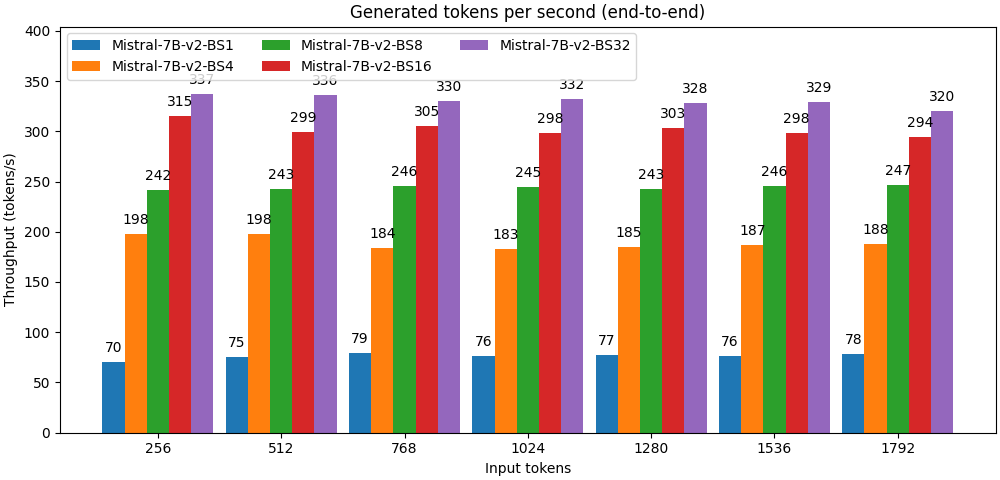 Generated tokens per second (end-to-end)
Mistral-7B-v2-BS1
Mistral-7B-v2-BS4
Mistral-7B-v2-BS8
Mistral-7B-v2-BS16
Mistral-7B-v2-BS32
Throughput (tokens/s)
400
350
300
250
200
150
100
50
0
70 198 242 315 337
75 198 243 299 336
79 184 246 305 330
76 183 245 298 332
77 185 243 303 328
76 187 246 298 329
78 188 247 294 320
256 512 768 1024 1280 1536 1792
Input tokens